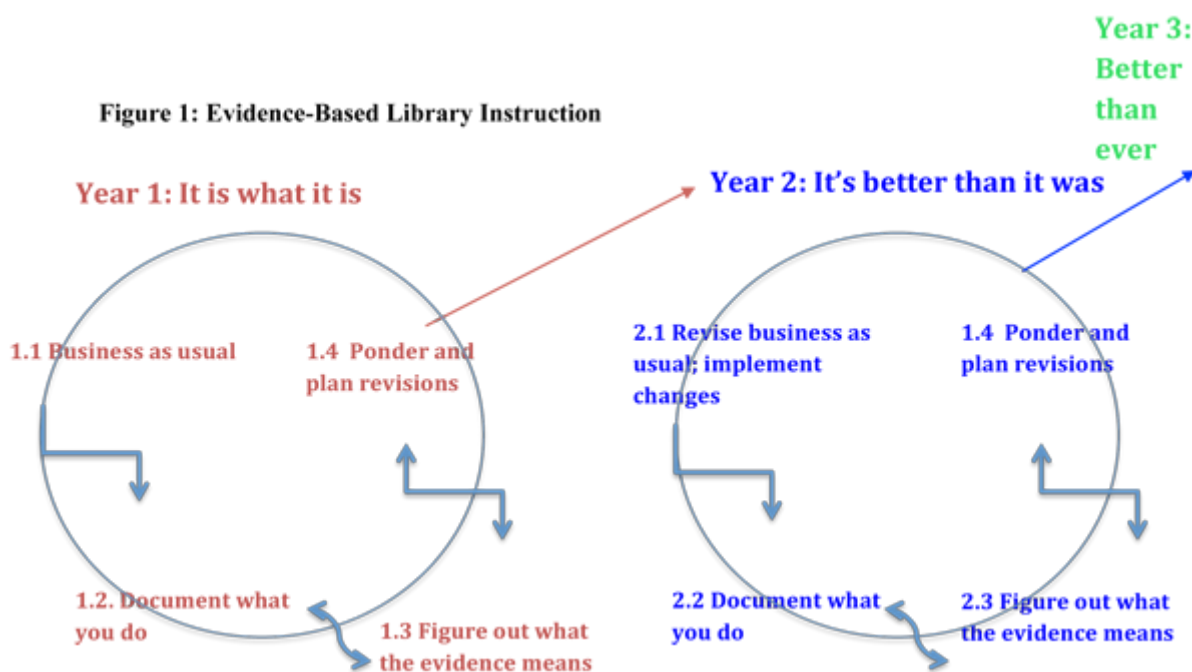 Year 3:
Better
than
ever
Figure 1: Evidence-Based Library Instruction
Year 1: It is what it is
Year 2: It’s better than it was
1.1 Business as usual
1.4 Ponder and
plan revisions
1.2. Document what
you do
1.3 Figure out what
the evidence means
2.1 Revise business as
usual; implement
changes
1.4 Ponder and
plan revisions
2.2 Document what
you do
2.3 Figure out what
the evidence means